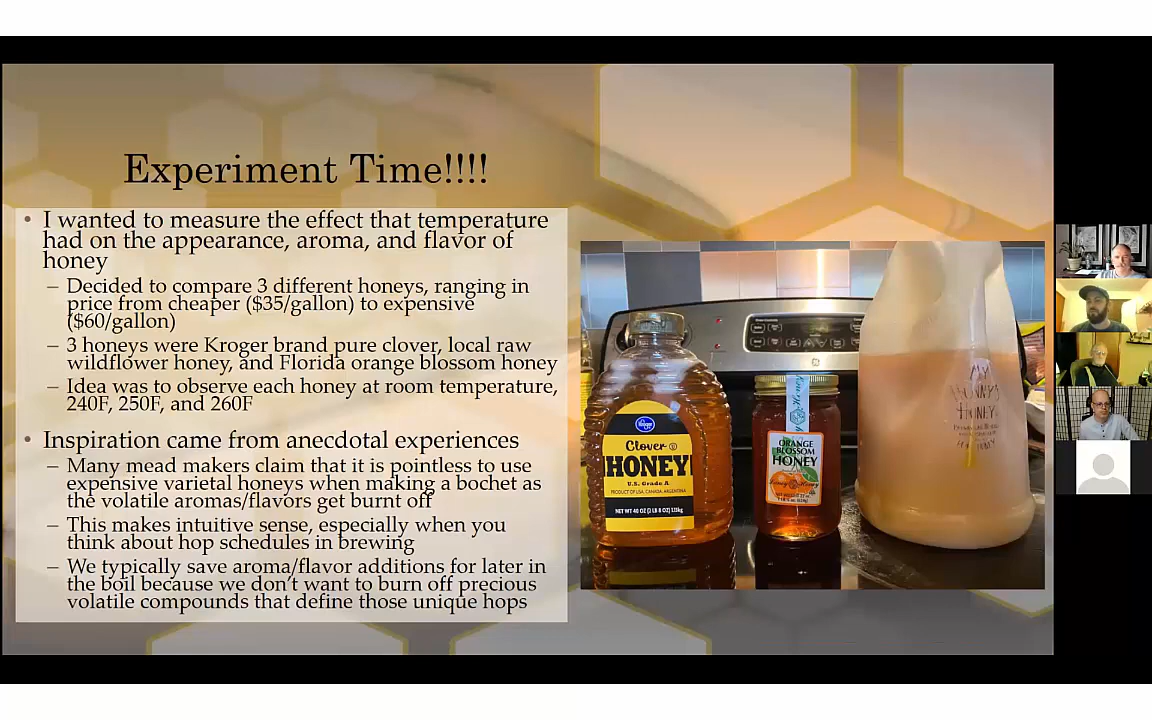 Experiment Time!!!!
• I wanted to measure the effect that temperature
had on the appearance, aroma, and flavor of
honey
– Decided to compare 3 different honeys, ranging in
price from cheaper ($35/gallon) to expensive
($60/gallon)
– 3 honeys were Kroger brand pure clover, local raw
wildflower honey, and Florida orange blossom honey
– Idea was to observe each honey at room temperature,
240F, 250F, and 260F
• Inspiration came from anecdotal experiences
– Many mead makers claim that it is pointless to use
expensive varietal honeys when making a bochet as
the volatile aromas/flavors get burnt off
– This makes intuitive sense, especially when you
think about hop schedules in brewing
– We typically save aroma/flavor additions for later in
the boil because we don't want to burn off precious
volatile compounds that define those unique hops
Kroger
Clover
HONEY
U.S. Grade A
PRODUCT OF USA, CANADA, ARGENTINA
NET WT 40 OZ (2 LB 8 OZ) 1.13kg
Honey
ORANGE
BLOSSOM
HONEY
HONEY